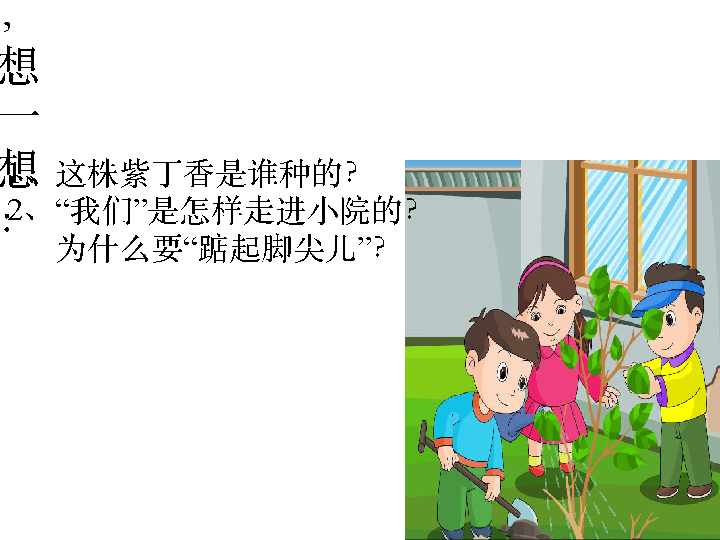 ，
想
一
想
：
1、这株紫丁香是谁种的？
2、“我们”是怎样走进小院的？
为什么要“踮起脚尖儿”？